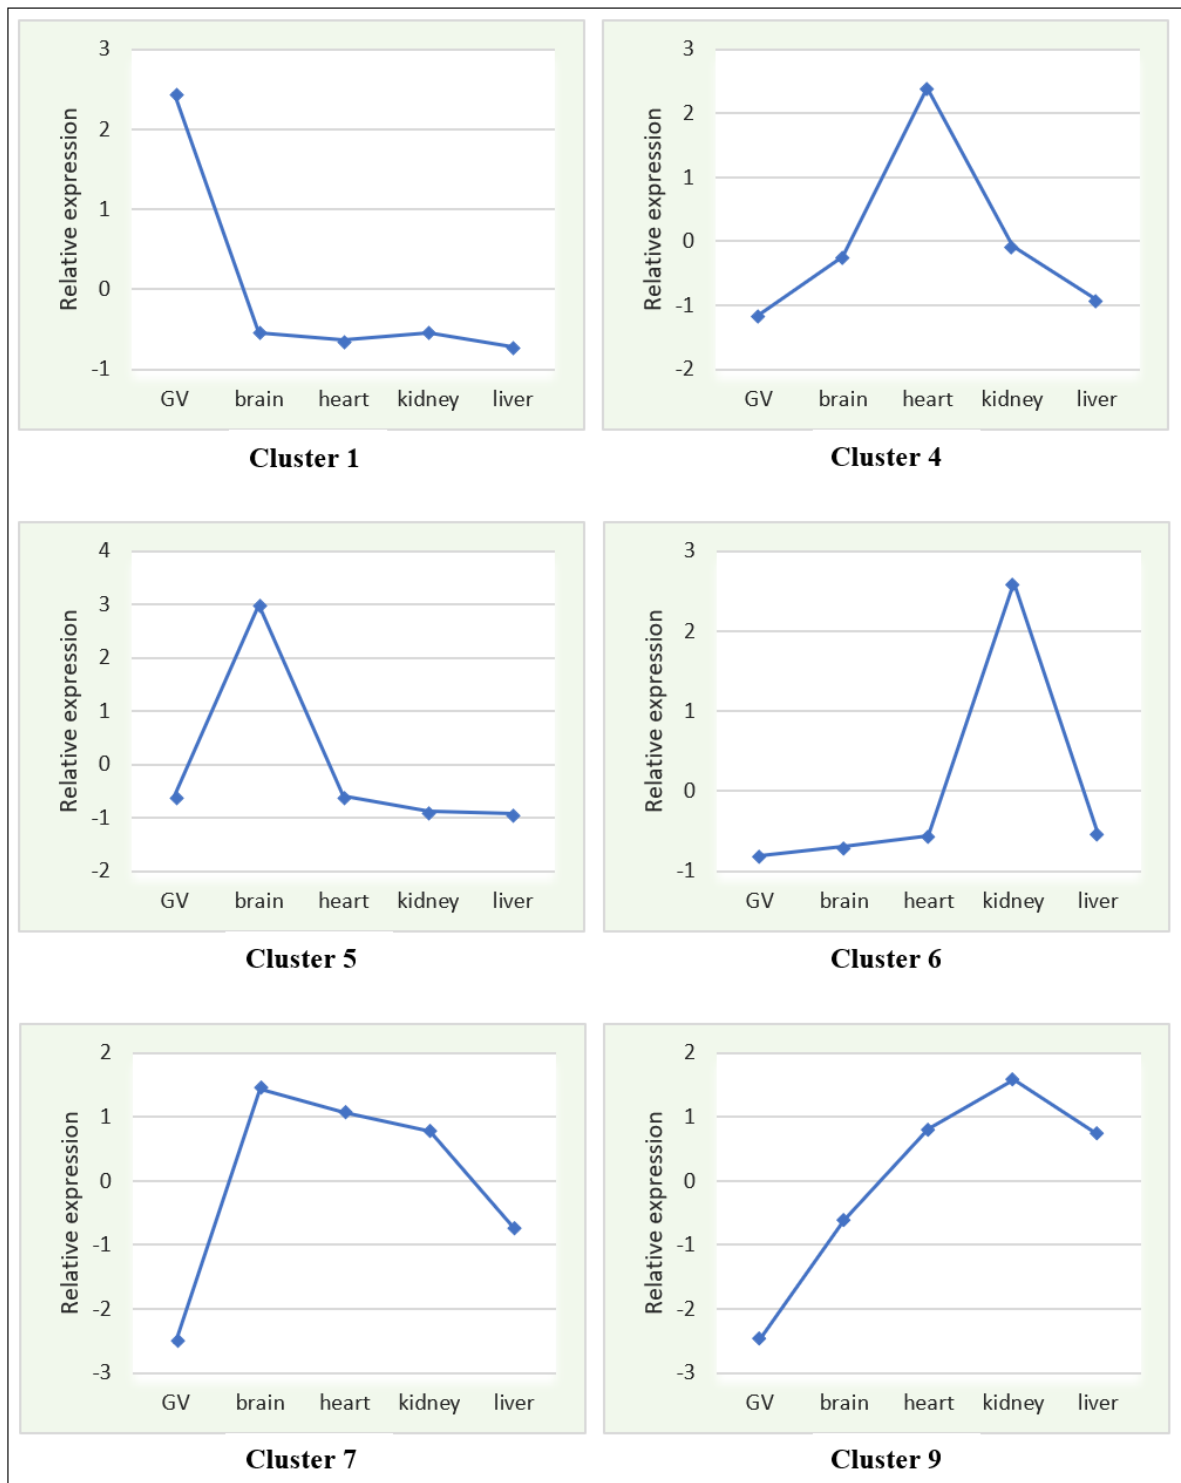 3
2
1
0
-1
Relative expression
GV brain heart kidney liver
Cluster 1
3
2
1
0
-1
-2
Relative expression
GV brain heart kidney liver
Cluster 4
4
3
2
1
0
-1
-2
Relative expression
GV brain heart kidney liver
Cluster 5
3
2
1
0
-1
Relative expression
GV brain heart kidney liver
Cluster 6
2
1
0
-1
-2
-3
Relative expression
GV brain heart kidney liver
Cluster 7
2
1
0
-1
-2
-3
Relative expression
GV brain heart kidney liver
Cluster 9